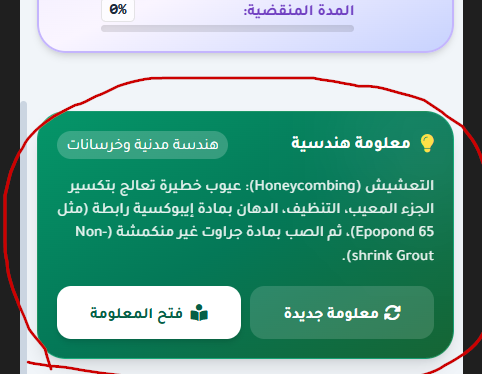 المدة المنقضية:
0%
معلومة هندسية
هندسة مدنية وخرسانات
التعشيش (Honeycombing): عيوب خطيرة تعالج بتكسير
الجزء المعيب، التنظيف، الدهان بمادة إيبوكسية رابطة (مثل
Epopond 65)، ثم الصب بمادة جراوت غير منكمشة (Non-
shrink Grout).
معلومة جديدة
فتح المعلومة